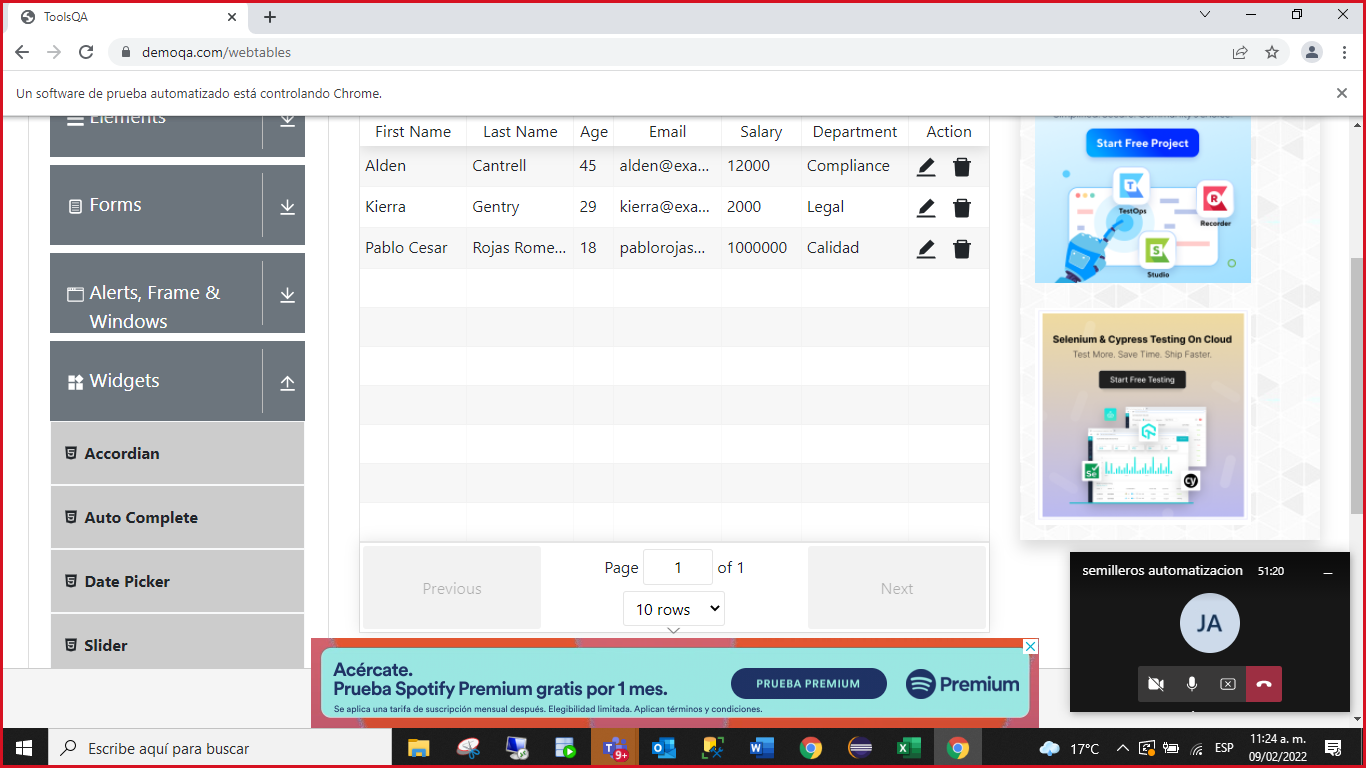 ToolsQA
demoqa.com/webtables
Un software de prueba automatizado está controlando Chrome.
Elements
Forms
Alerts, Frame &
Windows
Widgets
Accordian
Auto Complete
Date Picker
Slider
First Name Last Name Age Email Salary Department Action
Alden Cantrell 45 alden@exa... 12000 Compliance
Kierra Gentry 29 kierra@exa... 2000 Legal
Pablo Cesar Rojas Rome... 18 pablorojas... 1000000 Calidad
Previous
Page 1 of 1
10 rows
Next
Start Free Project
TestOps
Recorder
Studio
Selenium & Cypress Testing On Cloud
Test More. Save Time. Ship Faster.
Start Free Testing
Se
cy
semilleros automatizacion 51:20
JA
Acércate.
Prueba Spotify Premium gratis por 1 mes.
Se aplica una tarifa de suscripción mensual después. Elegibilidad limitada. Aplican términos y condiciones.
PRUEBA PREMIUM
Premium
Escribe aquí para buscar
9+
17°C
ESP
11:24 a. m.
09/02/2022